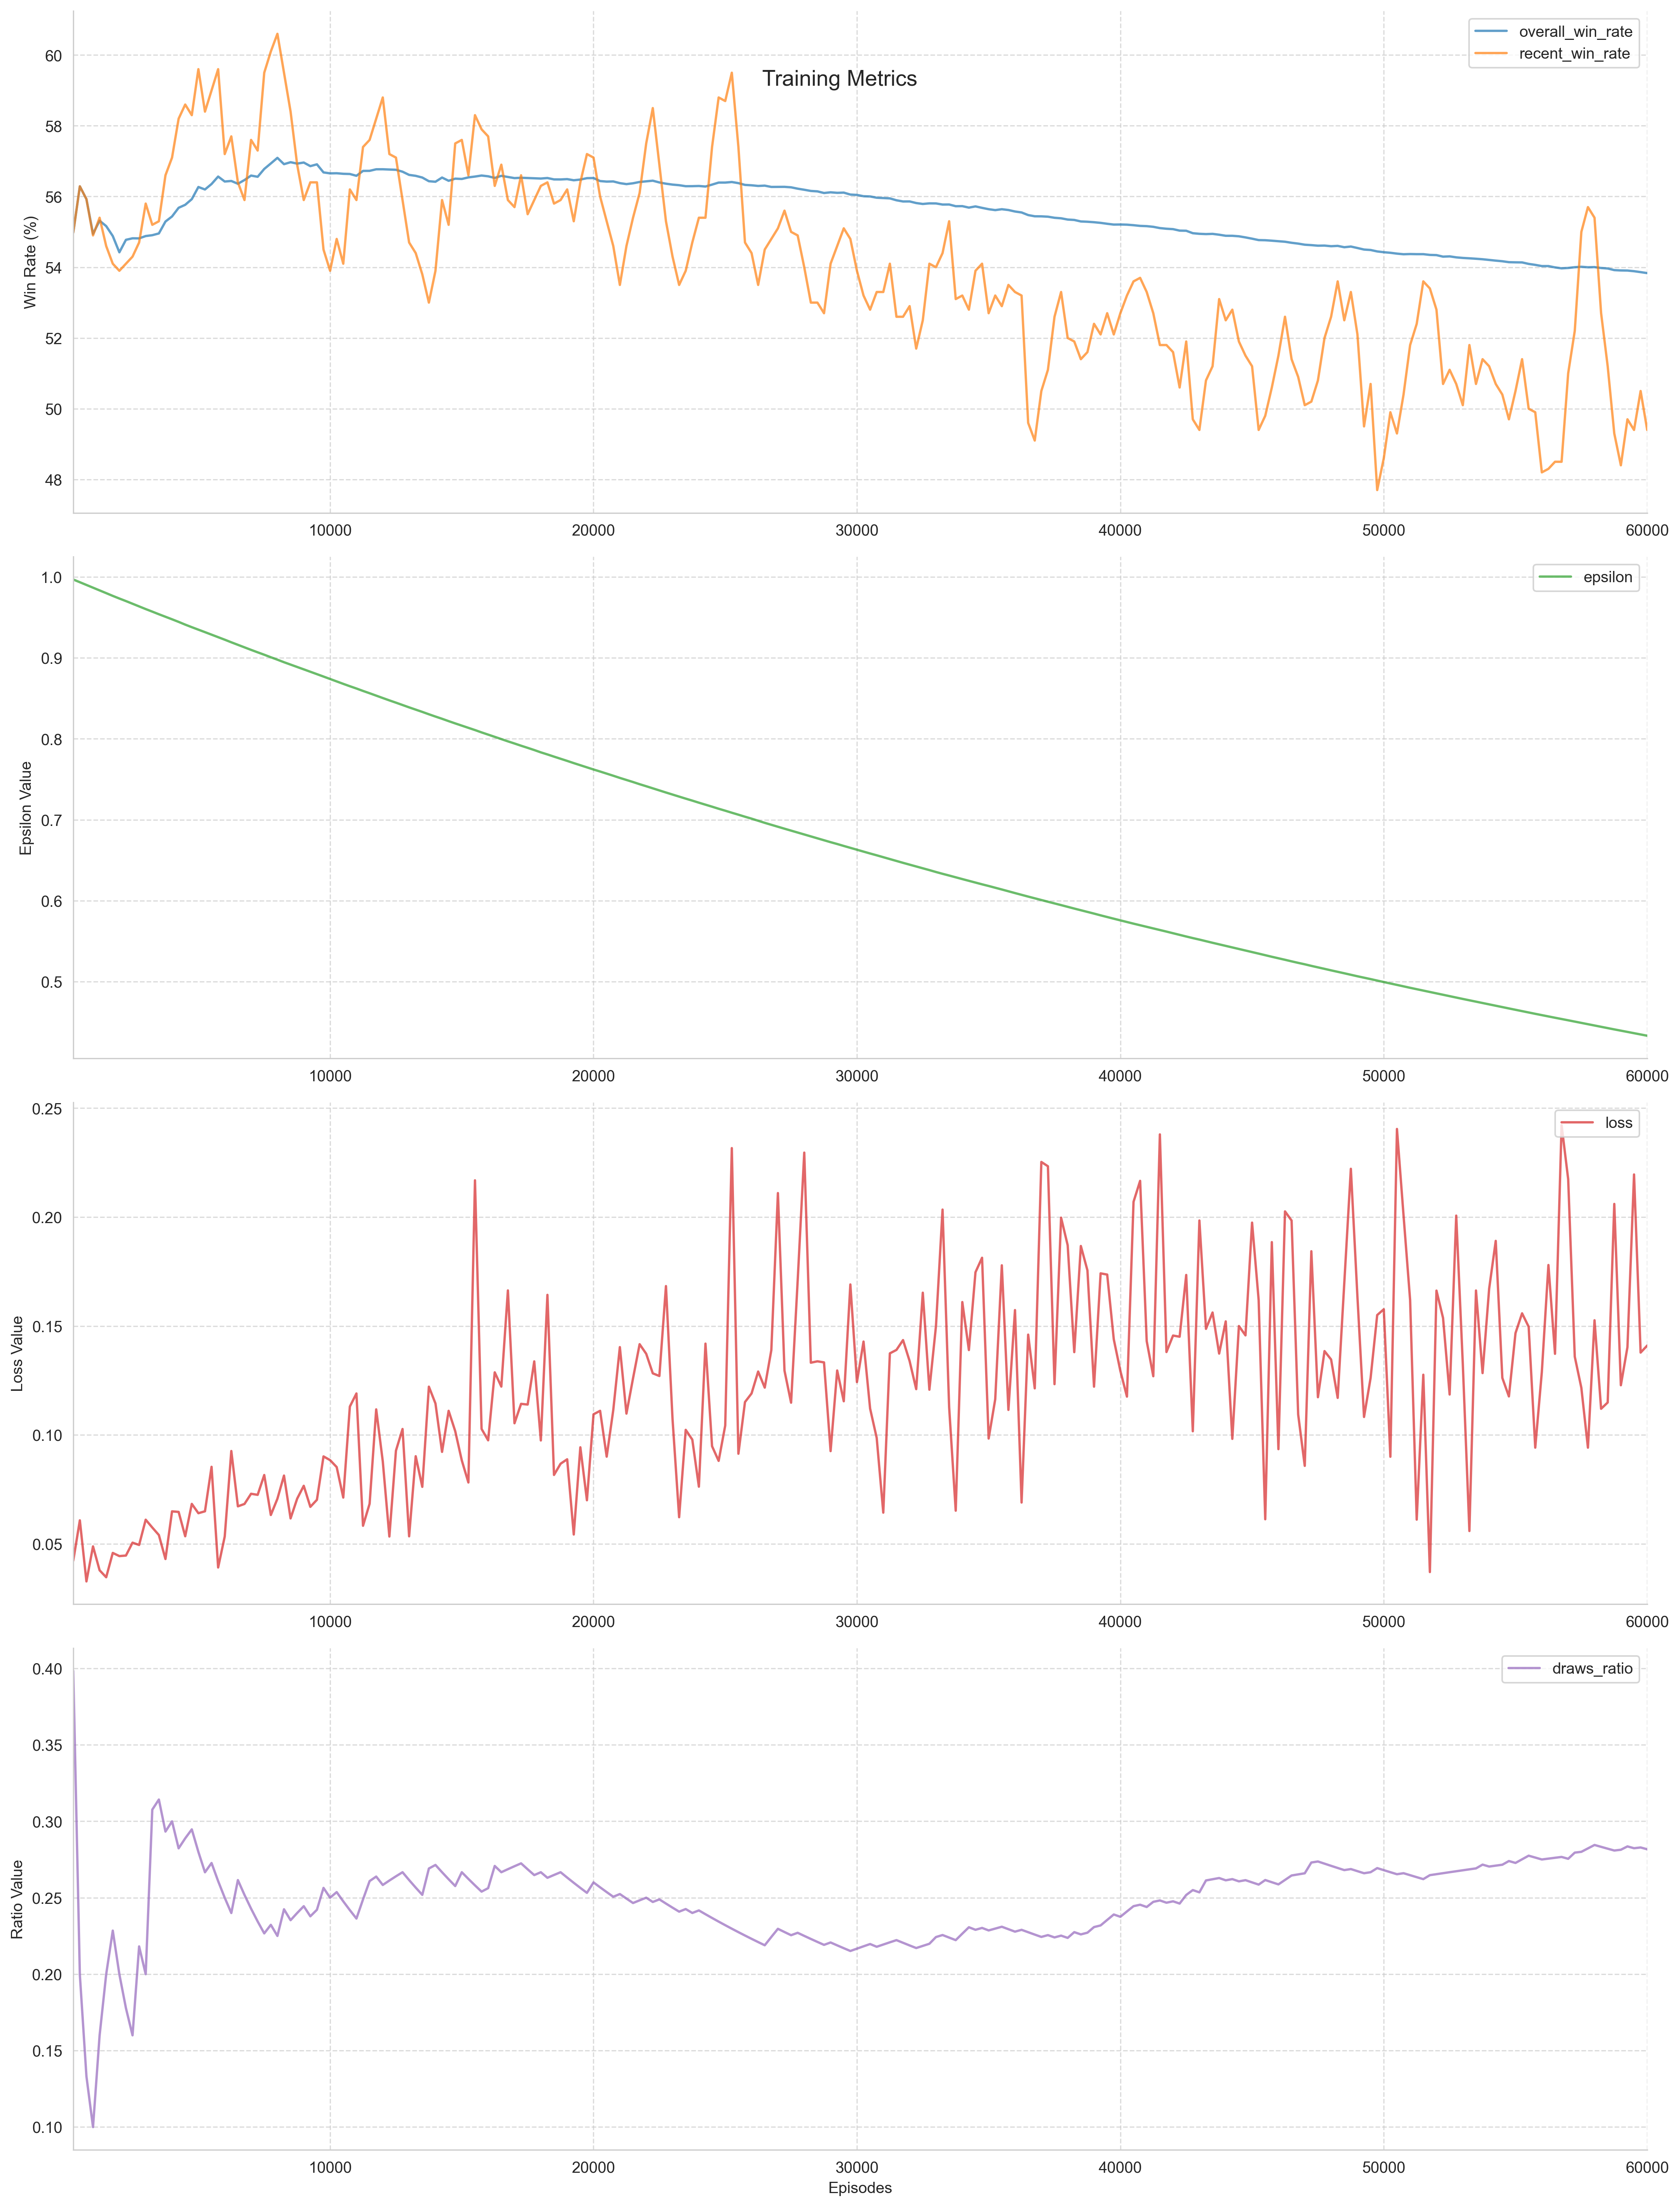 Training Metrics
overall_win_rate
recent_win_rate
Win Rate (%)
60
58
56
54
52
50
48
10000 20000 30000 40000 50000 60000
epsilon
Epsilon Value
1.0
0.9
0.8
0.7
0.6
0.5
10000 20000 30000 40000 50000 60000
loss
Loss Value
0.25
0.20
0.15
0.10
0.05
10000 20000 30000 40000 50000 60000
draws_ratio
Ratio Value
0.40
0.35
0.30
0.25
0.20
0.15
0.10
10000 20000 30000 40000 50000 60000
Episodes